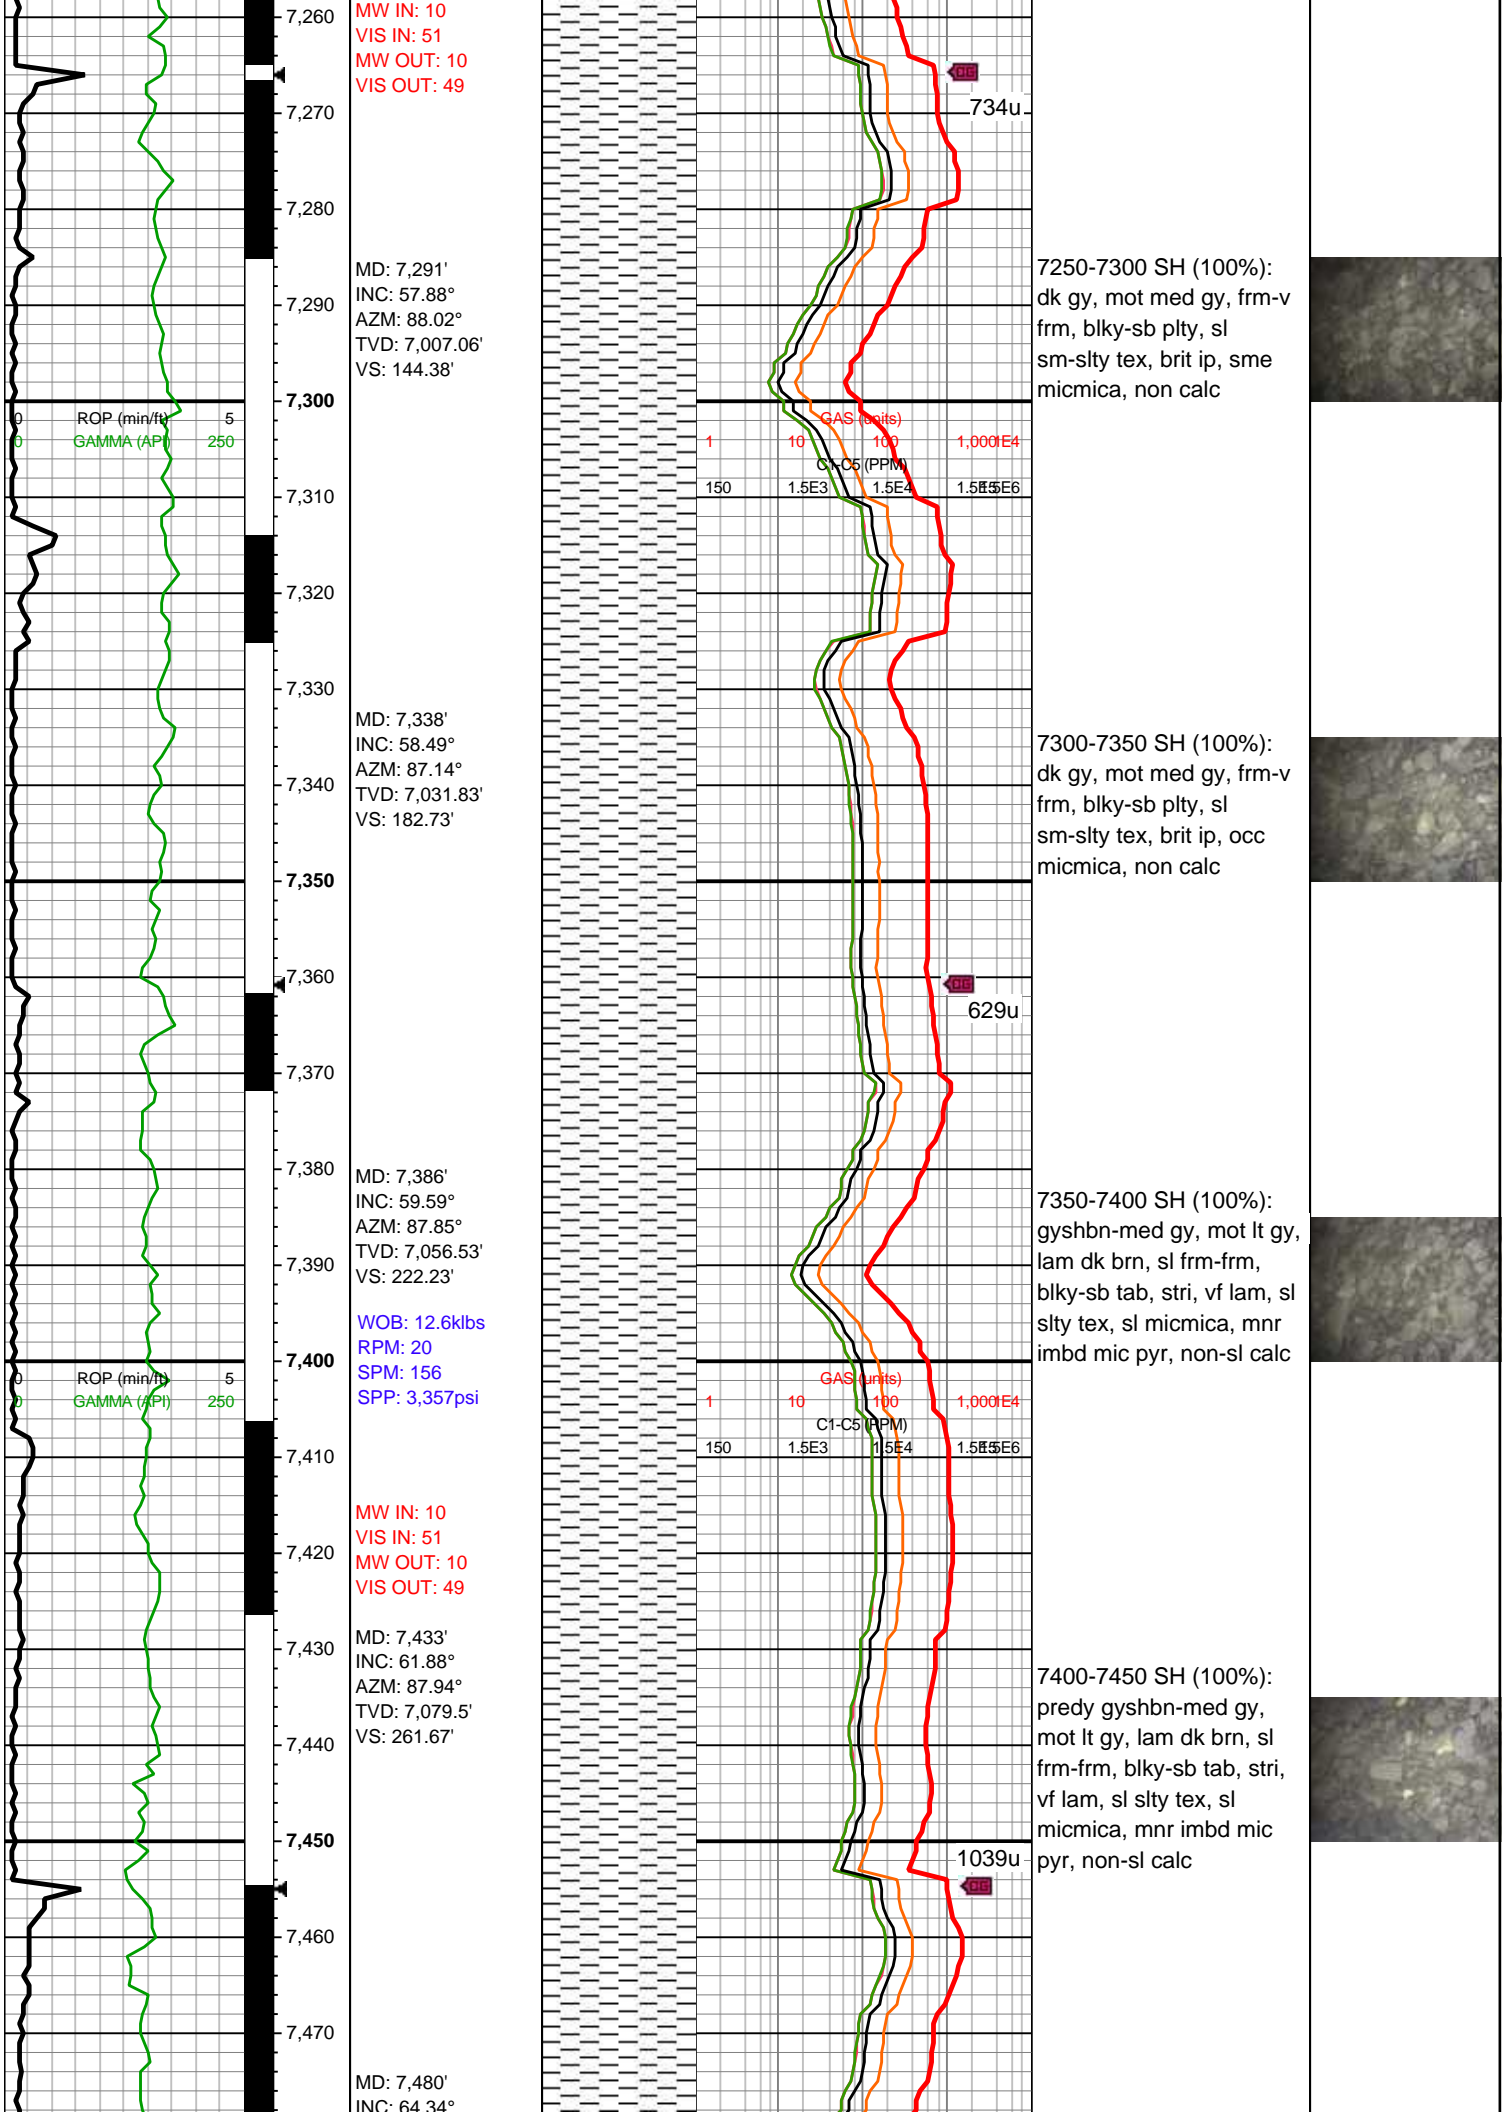 7,260
7,270
7,280
7,290
7,300
7,310
7,320
7,330
7,340
7,350
7,360
7,370
7,380
7,390
7,400
7,410
7,420
7,430
7,440
7,450
7,460
7,470
0 ROP (min/ft) 5
0 GAMMA (API) 250
0 ROP (min/ft) 5
0 GAMMA (API) 250
MW IN: 10
VIS IN: 51
MW OUT: 10
VIS OUT: 49
MD: 7,291'
INC: 57.88°
AZM: 88.02°
TVD: 7,007.06'
VS: 144.38'
MD: 7,338'
INC: 58.49°
AZM: 87.14°
TVD: 7,031.83'
VS: 182.73'
MD: 7,386'
INC: 59.59°
AZM: 87.85°
TVD: 7,056.53'
VS: 222.23'
WOB: 12.6klbs
RPM: 20
SPM: 156
SPP: 3,357psi
MW IN: 10
VIS IN: 51
MW OUT: 10
VIS OUT: 49
MD: 7,433'
INC: 61.88°
AZM: 87.94°
TVD: 7,079.5'
VS: 261.67'
MD: 7,480'
INC: 64.34°
CG
734u
GAS (units)
1 10 100 1,000 1E4
C1-C5 (PPM)
150 1.5E3 1.5E4 1.5E5 1.5E6
CG
629u
GAS (units)
1 10 100 1,000 1E4
C1-C5 (PPM)
150 1.5E3 1.5E4 1.5E5 1.5E6
1039u
CG
7250-7300 SH (100%):
dk gy, mot med gy, frm-v
frm, blky-sb plty, sl
sm-slty tex, brit ip, sme
micmica, non calc
7300-7350 SH (100%):
dk gy, mot med gy, frm-v
frm, blky-sb plty, sl
sm-slty tex, brit ip, occ
micmica, non calc
7350-7400 SH (100%):
gyshbn-med gy, mot lt gy,
lam dk brn, sl frm-frm,
blky-sb tab, stri, vf lam, sl
slty tex, sl micmica, mnr
imbd mic pyr, non-sl calc
7400-7450 SH (100%):
predy gyshbn-med gy,
mot lt gy, lam dk brn, sl
frm-frm, blky-sb tab, stri,
vf lam, sl slty tex, sl
micmica, mnr imbd mic
pyr, non-sl calc